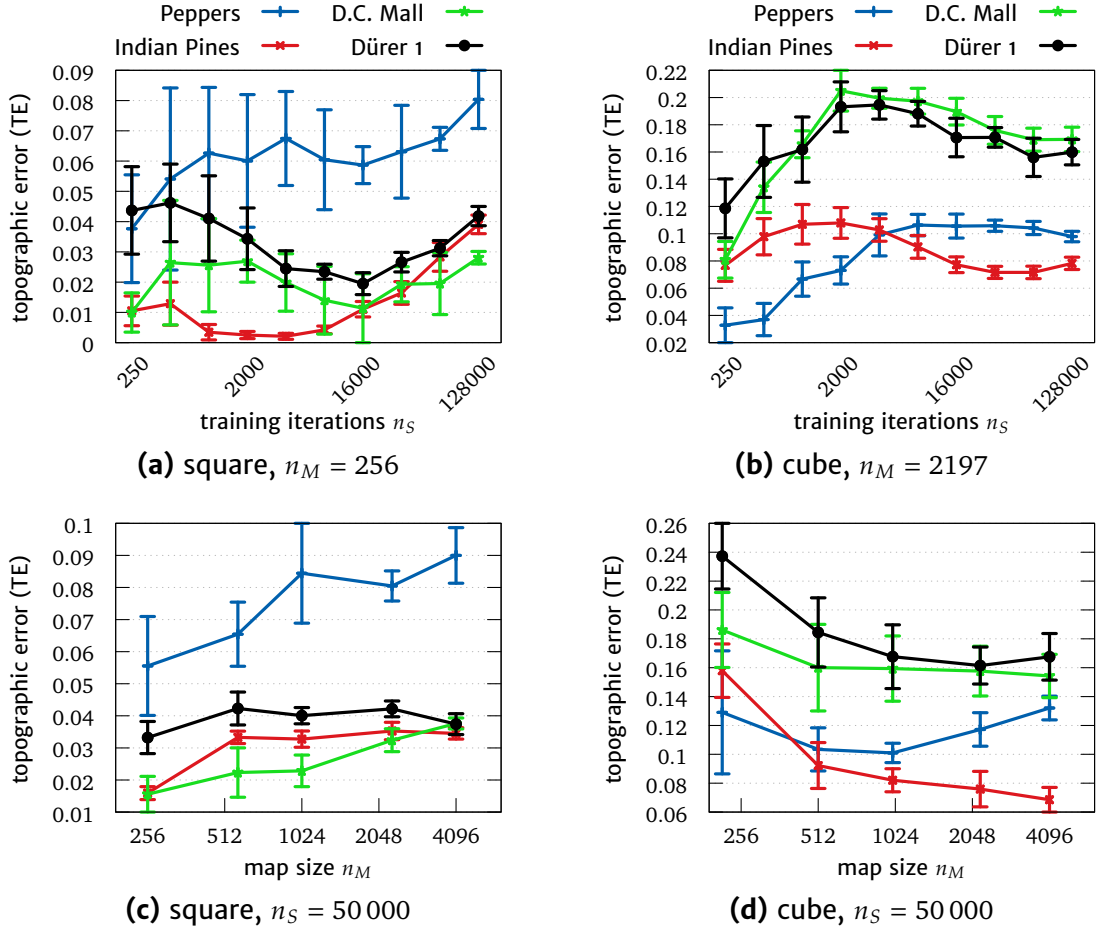 Peppers D.C. Mall
Indian Pines Dürer 1
topographic error (TE)
0.09
0.08
0.07
0.06
0.05
0.04
0.03
0.02
0.01
0
250 2000 16000 128000
training iterations n_S
(a) square, n_M = 256
Peppers D.C. Mall
Indian Pines Dürer 1
topographic error (TE)
0.22
0.2
0.18
0.16
0.14
0.12
0.1
0.08
0.06
0.04
0.02
250 2000 16000 128000
training iterations n_S
(b) cube, n_M = 2197
topographic error (TE)
0.1
0.09
0.08
0.07
0.06
0.05
0.04
0.03
0.02
0.01
256 512 1024 2048 4096
map size n_M
(c) square, n_S = 50 000
topographic error (TE)
0.26
0.24
0.22
0.2
0.18
0.16
0.14
0.12
0.1
0.08
0.06
256 512 1024 2048 4096
map size n_M
(d) cube, n_S = 50 000